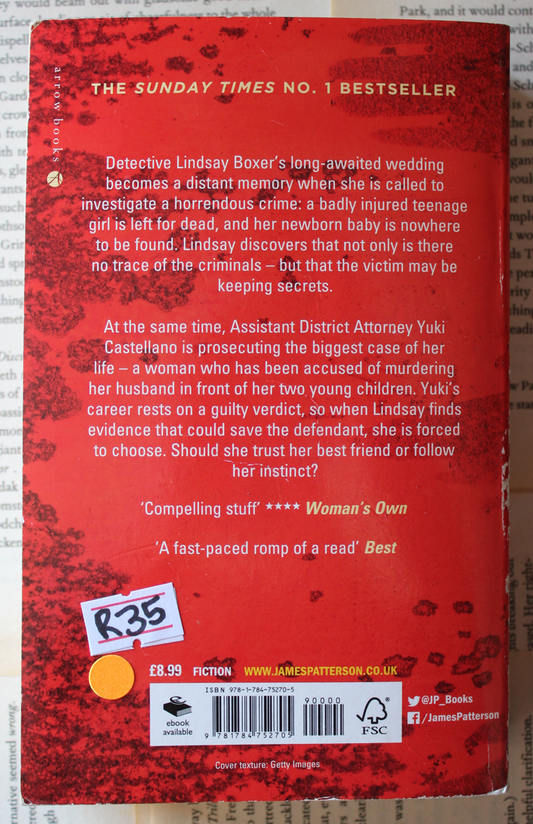 arrow books
THE SUNDAY TIMES NO. 1 BESTSELLER
Detective Lindsay Boxer's long-awaited wedding
becomes a distant memory when she is called to
investigate a horrendous crime: a badly injured teenage
girl is left for dead, and her newborn baby is nowhere
to be found. Lindsay discovers that not only is there
no trace of the criminals – but that the victim may be
keeping secrets.
At the same time, Assistant District Attorney Yuki
Castellano is prosecuting the biggest case of her
life – a woman who has been accused of murdering
her husband in front of her two young children. Yuki's
career rests on a guilty verdict, so when Lindsay finds
evidence that could save the defendant, she is forced
to choose. Should she trust her best friend or follow
her instinct?
'Compelling stuff' **** Woman's Own
'A fast-paced romp of a read' Best
R35
£8.99 FICTION WWW.JAMESPATTERSON.CO.UK
ISBN 978-1-784-75270-5
90000
9 781784 752705
ebook
available
FSC
@JP_Books
/JamesPatterson
Cover texture: Getty Images
Park, and it would cont